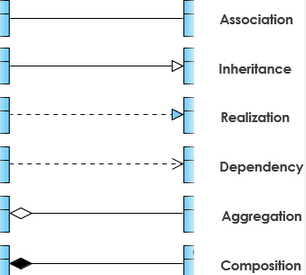 Association
Inheritance
Realization
Dependency
Aggregation
Composition